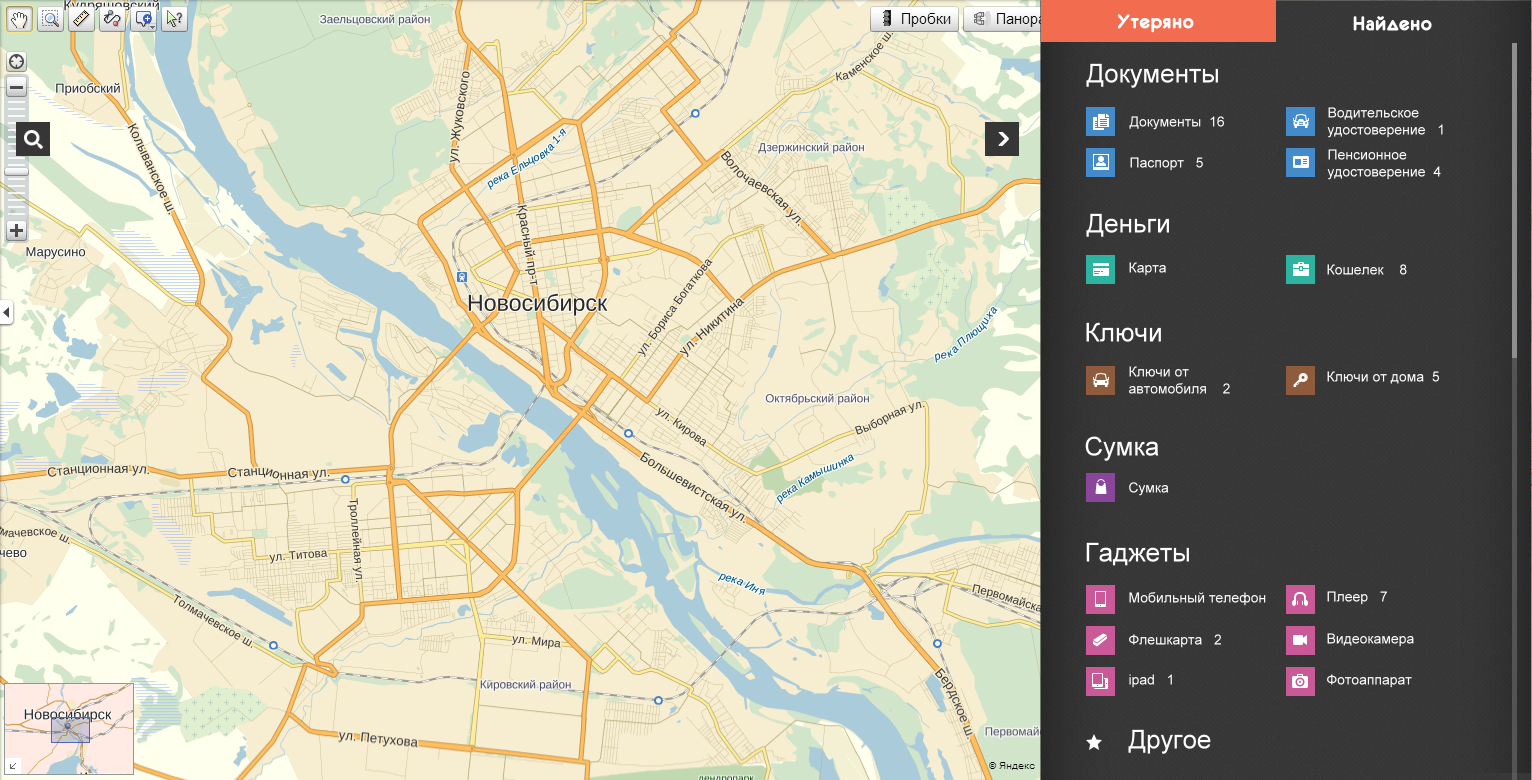 Кудряшовский
Заельцовский район
Пробки
Панора
Приобский
Колыванское ш.
ул. Жуковского
Каменское ш.
река Ельцовка 1-я
Дзержинский район
Волочаевская ул.
Марусино
Красный пр-т
Новосибирск
ул. Бориса Богаткова
ул. Никитина
река Плющиха
Октябрьский район
ул. Кирова
Выборная ул.
Станционная ул.
Станционная ул.
Большевистская ул.
река Камышинка
мачевское ш.
чево
Троллейная ул.
ул. Титова
река Иня
Первомайска
Толмачевское ш.
ул. Мира
Кировский район
Бердское ш.
Новосибирск
ул. Петухова
Первомай
дендропарк
© Яндекс
Утеряно
Найдено
Документы
Документы 16
Водительское
удостоверение 1
Паспорт 5
Пенсионное
удостоверение 4
Деньги
Карта
Кошелек 8
Ключи
Ключи от
автомобиля 2
Ключи от дома 5
Сумка
Сумка
Гаджеты
Мобильный телефон
Плеер 7
Флешкарта 2
Видеокамера
ipad 1
Фотоаппарат
Другое